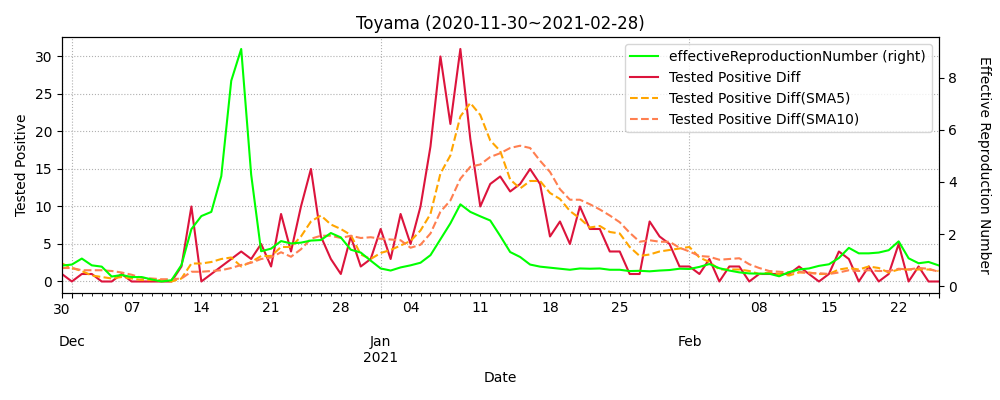 Toyama (2020-11-30~2021-02-28)
effectiveReproductionNumber (right)
Tested Positive Diff
Tested Positive Diff(SMA5)
Tested Positive Diff(SMA10)
Tested Positive
30
25
20
15
10
5
0
8
6
4
2
0
Effective Reproduction Number
30 07 14 21 28 04 11 18 25 08 15 22
Dec Jan Feb
2021
Date